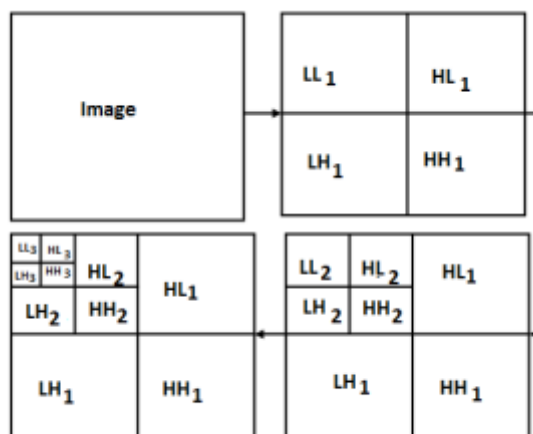 Image
LL1 HL1
LH1 HH1
LL3 HL3
LH3 HH3
HL2
HL1
LH2 HH2
LH1 HH1
LL2 HL2
HL1
LH2 HH2
LH1 HH1